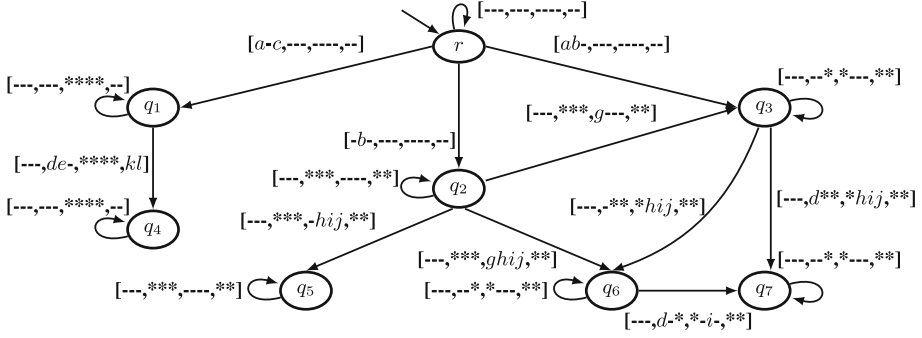 [---,---,----,--]
r
[a-c,---,----,--]
[ab-,---,----,--]
[---,---,****,--]
[---,--*,*---,**]
q1
q3
[---,***,g---,**]
[-b-,---,----,--]
[---,de-,****,kl]
[---,***,----,**]
q2
[---,---,****,--]
[---,-**,*hij,**]
[---,d**,*hij,**]
[---,***,-hij,**]
q4
[---,***,ghij,**]
[---,--*,*---,**]
[---,***,----,**]
q5
[---,--*,*---,**]
q6
q7
[---,d-*,*-i-,**]